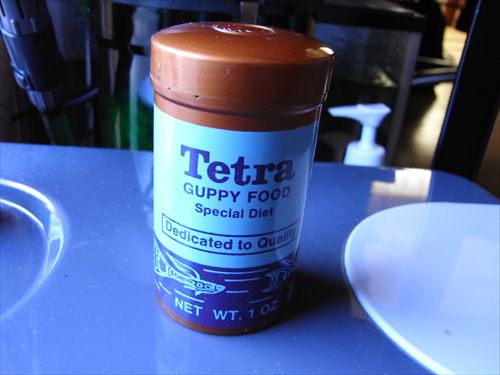 Tetra
GUPPY FOOD
Special Diet
Dedicated to Quality
NET WT. 1 OZ.